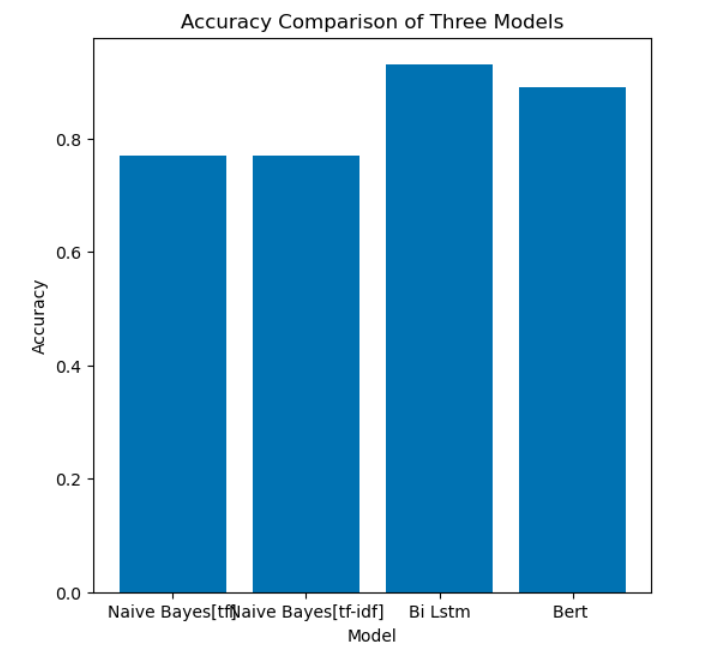 Accuracy Comparison of Three Models
0.8
0.6
0.4
0.2
0.0
Accuracy
Naive Bayes[tf]
Naive Bayes[tf-idf]
Bi Lstm
Bert
Model